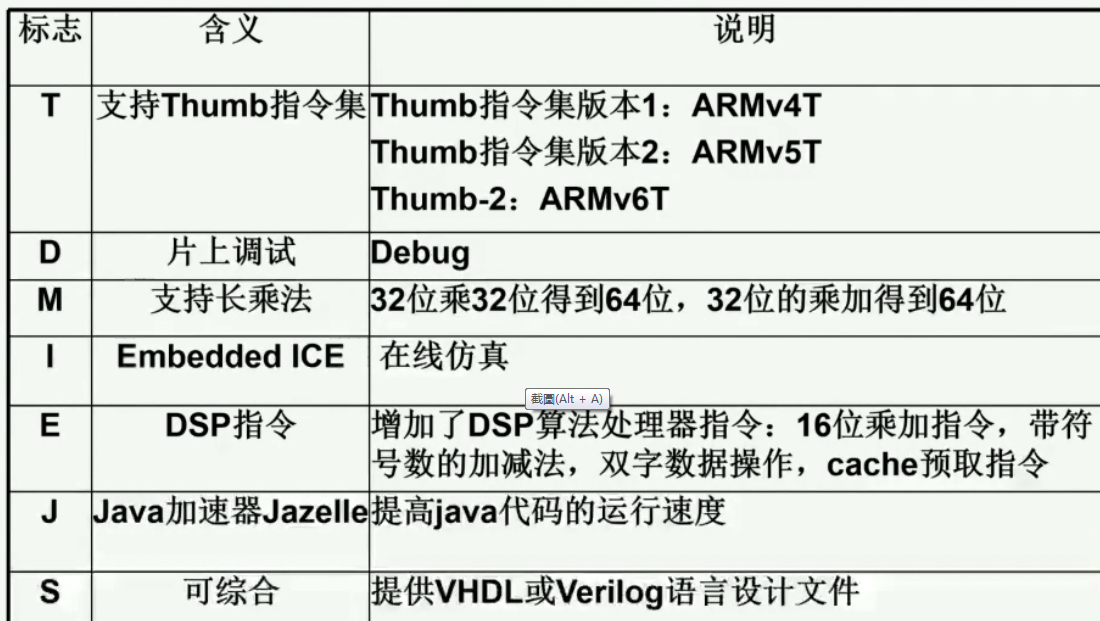 标志 含义 说明
T 支持Thumb指令集 Thumb指令集版本1：ARMv4T
Thumb指令集版本2：ARMv5T
Thumb-2：ARMv6T
D 片上调试 Debug
M 支持长乘法 32位乘32位得到64位，32位的乘加得到64位
I Embedded ICE 在线仿真
截圖(Alt + A)
E DSP指令 增加了DSP算法处理器指令：16位乘加指令，带符
号数的加减法，双字数据操作，cache预取指令
J Java加速器Jazelle 提高java代码的运行速度
S 可综合 提供VHDL或Verilog语言设计文件